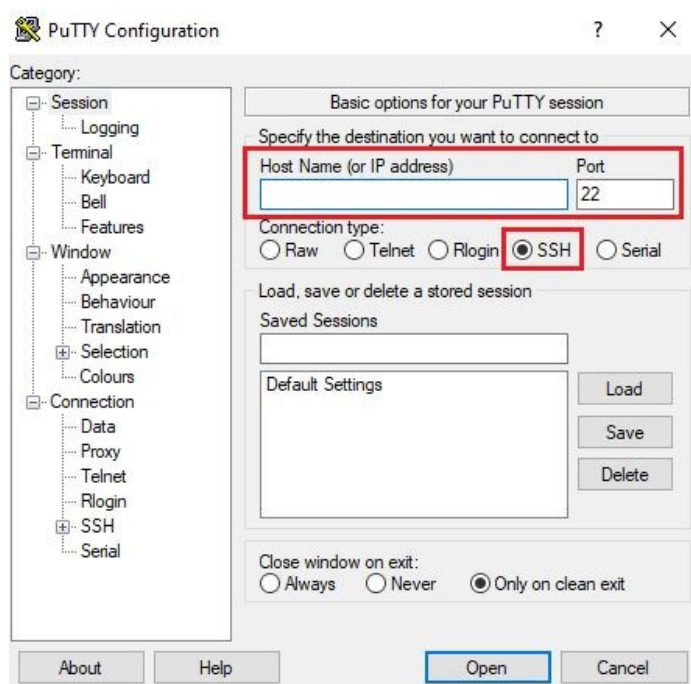 PuTTY Configuration
?
Category:
Session
Logging
Terminal
Keyboard
Bell
Features
Window
Appearance
Behaviour
Translation
Selection
Colours
Connection
Data
Proxy
Telnet
Rlogin
SSH
Serial
Basic options for your PuTTY session
Specify the destination you want to connect to
Host Name (or IP address) Port
22
Connection type:
Raw Telnet Rlogin SSH Serial
Load, save or delete a stored session
Saved Sessions
Default Settings
Load
Save
Delete
Close window on exit:
Always Never Only on clean exit
About Help Open Cancel